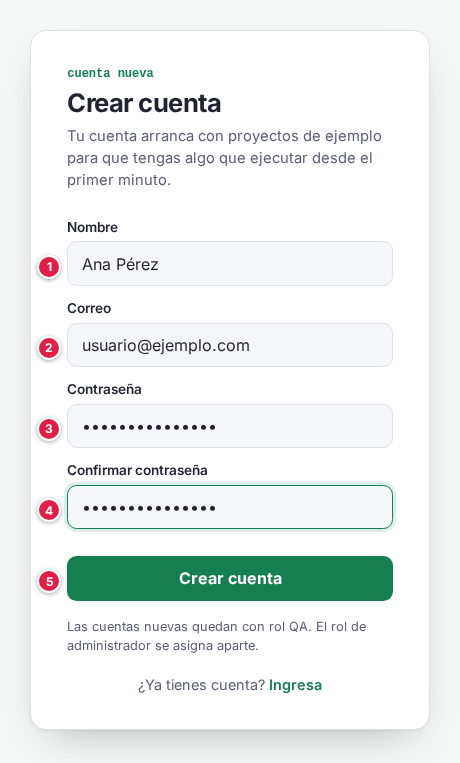 cuenta nueva
Crear cuenta
Tu cuenta arranca con proyectos de ejemplo
para que tengas algo que ejecutar desde el
primer minuto.
Nombre
1 Ana Pérez
Correo
2 usuario@ejemplo.com
Contraseña
3 •••••••••••••••
Confirmar contraseña
4 •••••••••••••••
5 Crear cuenta
Las cuentas nuevas quedan con rol QA. El rol de
administrador se asigna aparte.
¿Ya tienes cuenta? Ingresa